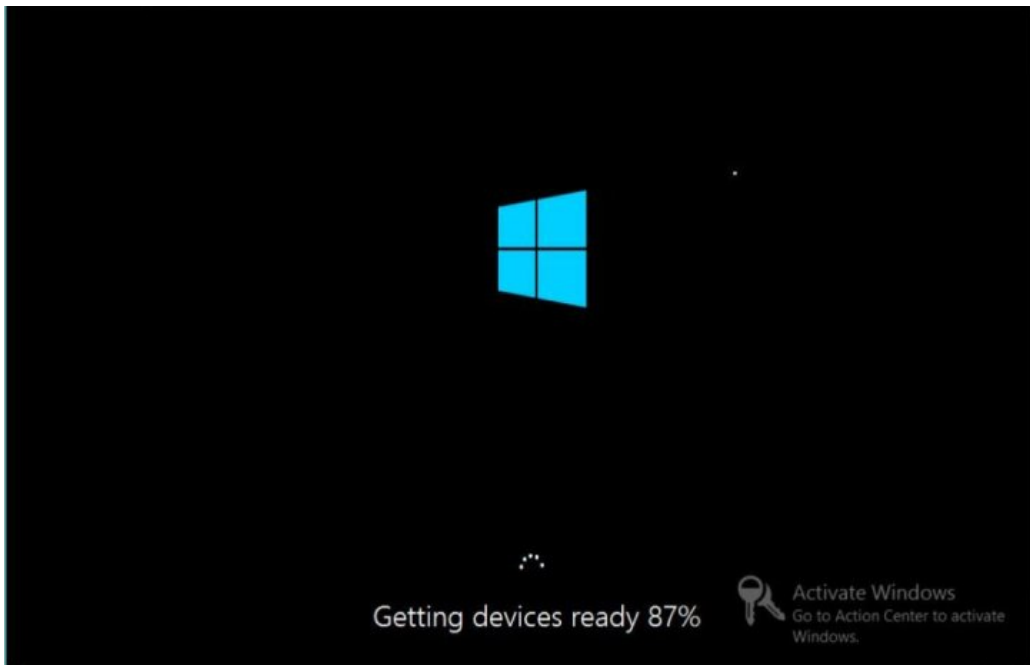 Getting devices ready 87%
Activate Windows
Go to Action Center to activate
Windows.